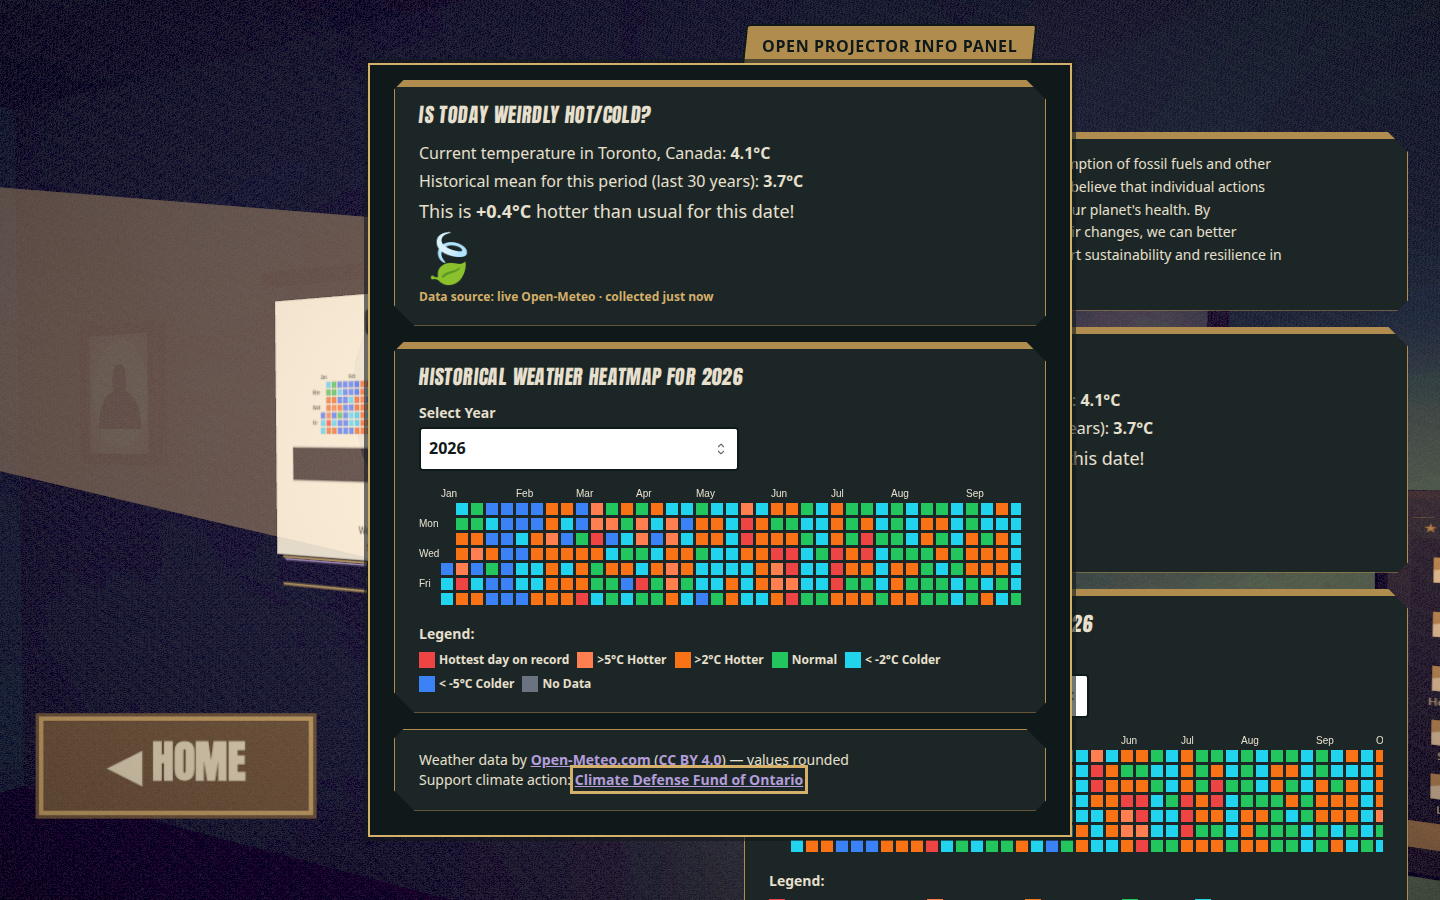 OPEN PROJECTOR INFO PANEL
IS TODAY WEIRDLY HOT/COLD?
Current temperature in Toronto, Canada: 4.1°C
Historical mean for this period (last 30 years): 3.7°C
This is +0.4°C hotter than usual for this date!
Data source: live Open-Meteo · collected just now
HISTORICAL WEATHER HEATMAP FOR 2026
Select Year
2026
Jan Feb Mar Apr May Jun Jul Aug Sep
Mon
Wed
Fri
Legend:
Hottest day on record >5°C Hotter >2°C Hotter Normal < -2°C Colder
< -5°C Colder No Data
Weather data by Open-Meteo.com (CC BY 4.0) — values rounded
Support climate action: Climate Defense Fund of Ontario
of fossil fuels and other
believe that individual actions
planet's health. By
changes, we can better
sustainability and resilience in
4.1°C
3.7°C
this date!
26
Jun Jul Aug Sep O
Legend:
HOME